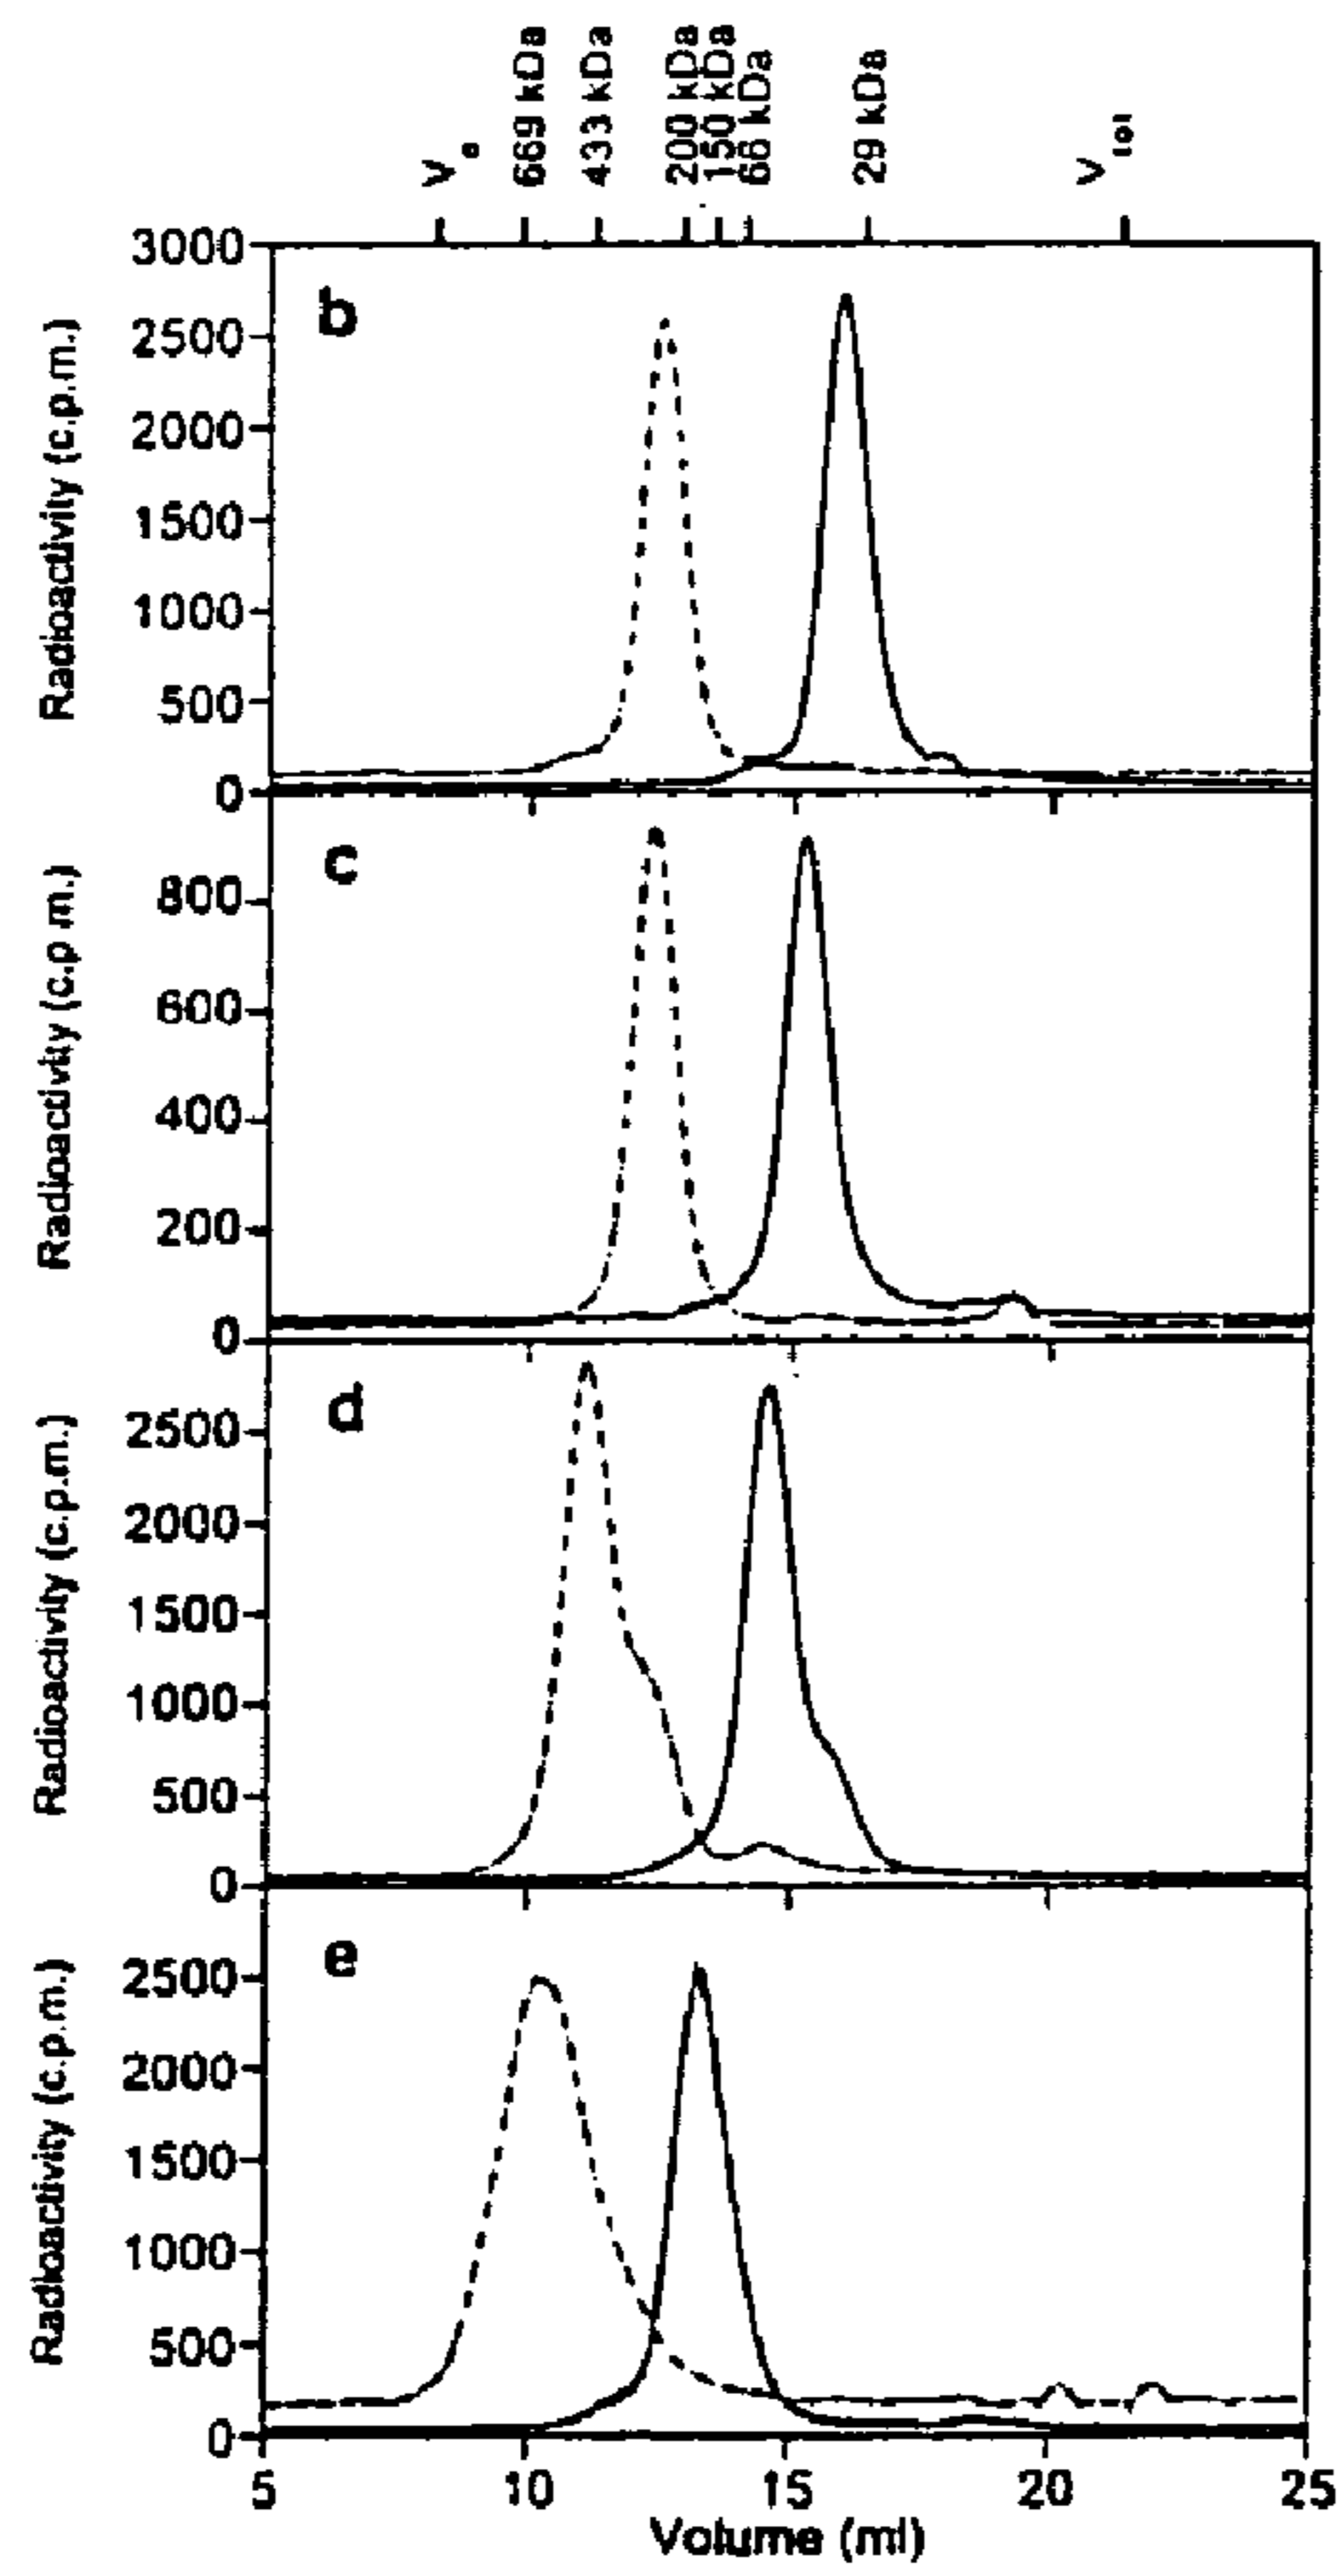 Vo
669 kDa
433 kDa
200 kDa
150 kDa
66 kDa
29 kDa
Vtot
b
Radioactivity (c.p.m.)
3000
2500
2000
1500
1000
500
0
c
Radioactivity (c.p m.)
800
600
400
200
0
d
Radioactivity (c.p.m.)
2500
2000
1500
1000
500
0
e
Radioactivity (c.p.m.)
2500
2000
1500
1000
500
0
5 10 15 20 25
Volume (ml)